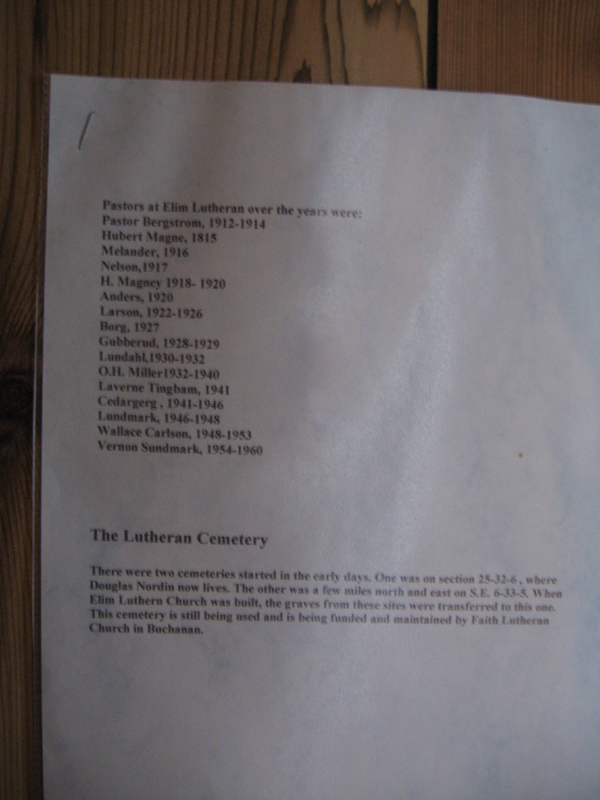 Pastors at Elim Lutheran over the years were:
Pastor Bergstrom, 1912-1914
Hubert Magne, 1815
Melander, 1916
Nelson,1917
H. Magney 1918- 1920
Anders, 1920
Larson, 1922-1926
Borg, 1927
Gubberud, 1928-1929
Lundahl,1930-1932
O.H. Miller1932-1940
Laverne Tingbam, 1941
Cedargerg , 1941-1946
Lundmark, 1946-1948
Wallace Carlson, 1948-1953
Vernon Sundmark, 1954-1960
The Lutheran Cemetery
There were two cemeteries started in the early days. One was on section 25-32-6 , where
Douglas Nordin now lives. The other was a few miles north and east on S.E. 6-33-5. When
Elim Luthern Church was built, the graves from these sites were transferred to this one.
This cemetery is still being used and is being funded and maintained by Faith Lutheran
Church in Buchanan.